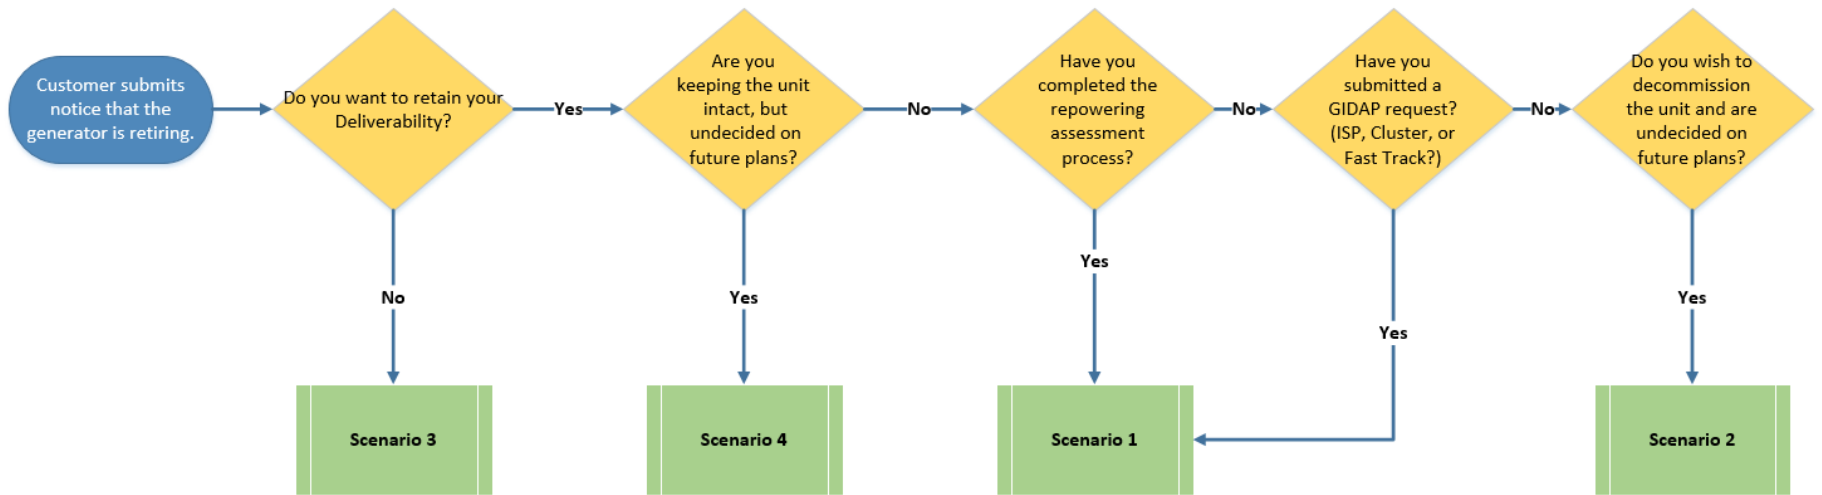 Customer submits
notice that the
generator is retiring.
Do you want to retain your
Deliverability?
Yes
Are you
keeping the unit
intact, but
undecided on
future plans?
No
Have you
completed the
repowering
assessment
process?
No
Have you
submitted a
GIDAP request?
(ISP, Cluster, or
Fast Track?)
No
Do you wish to
decommission
the unit and are
undecided on
future plans?
No
Yes
Yes
Yes
Yes
Scenario 3
Scenario 4
Scenario 1
Scenario 2